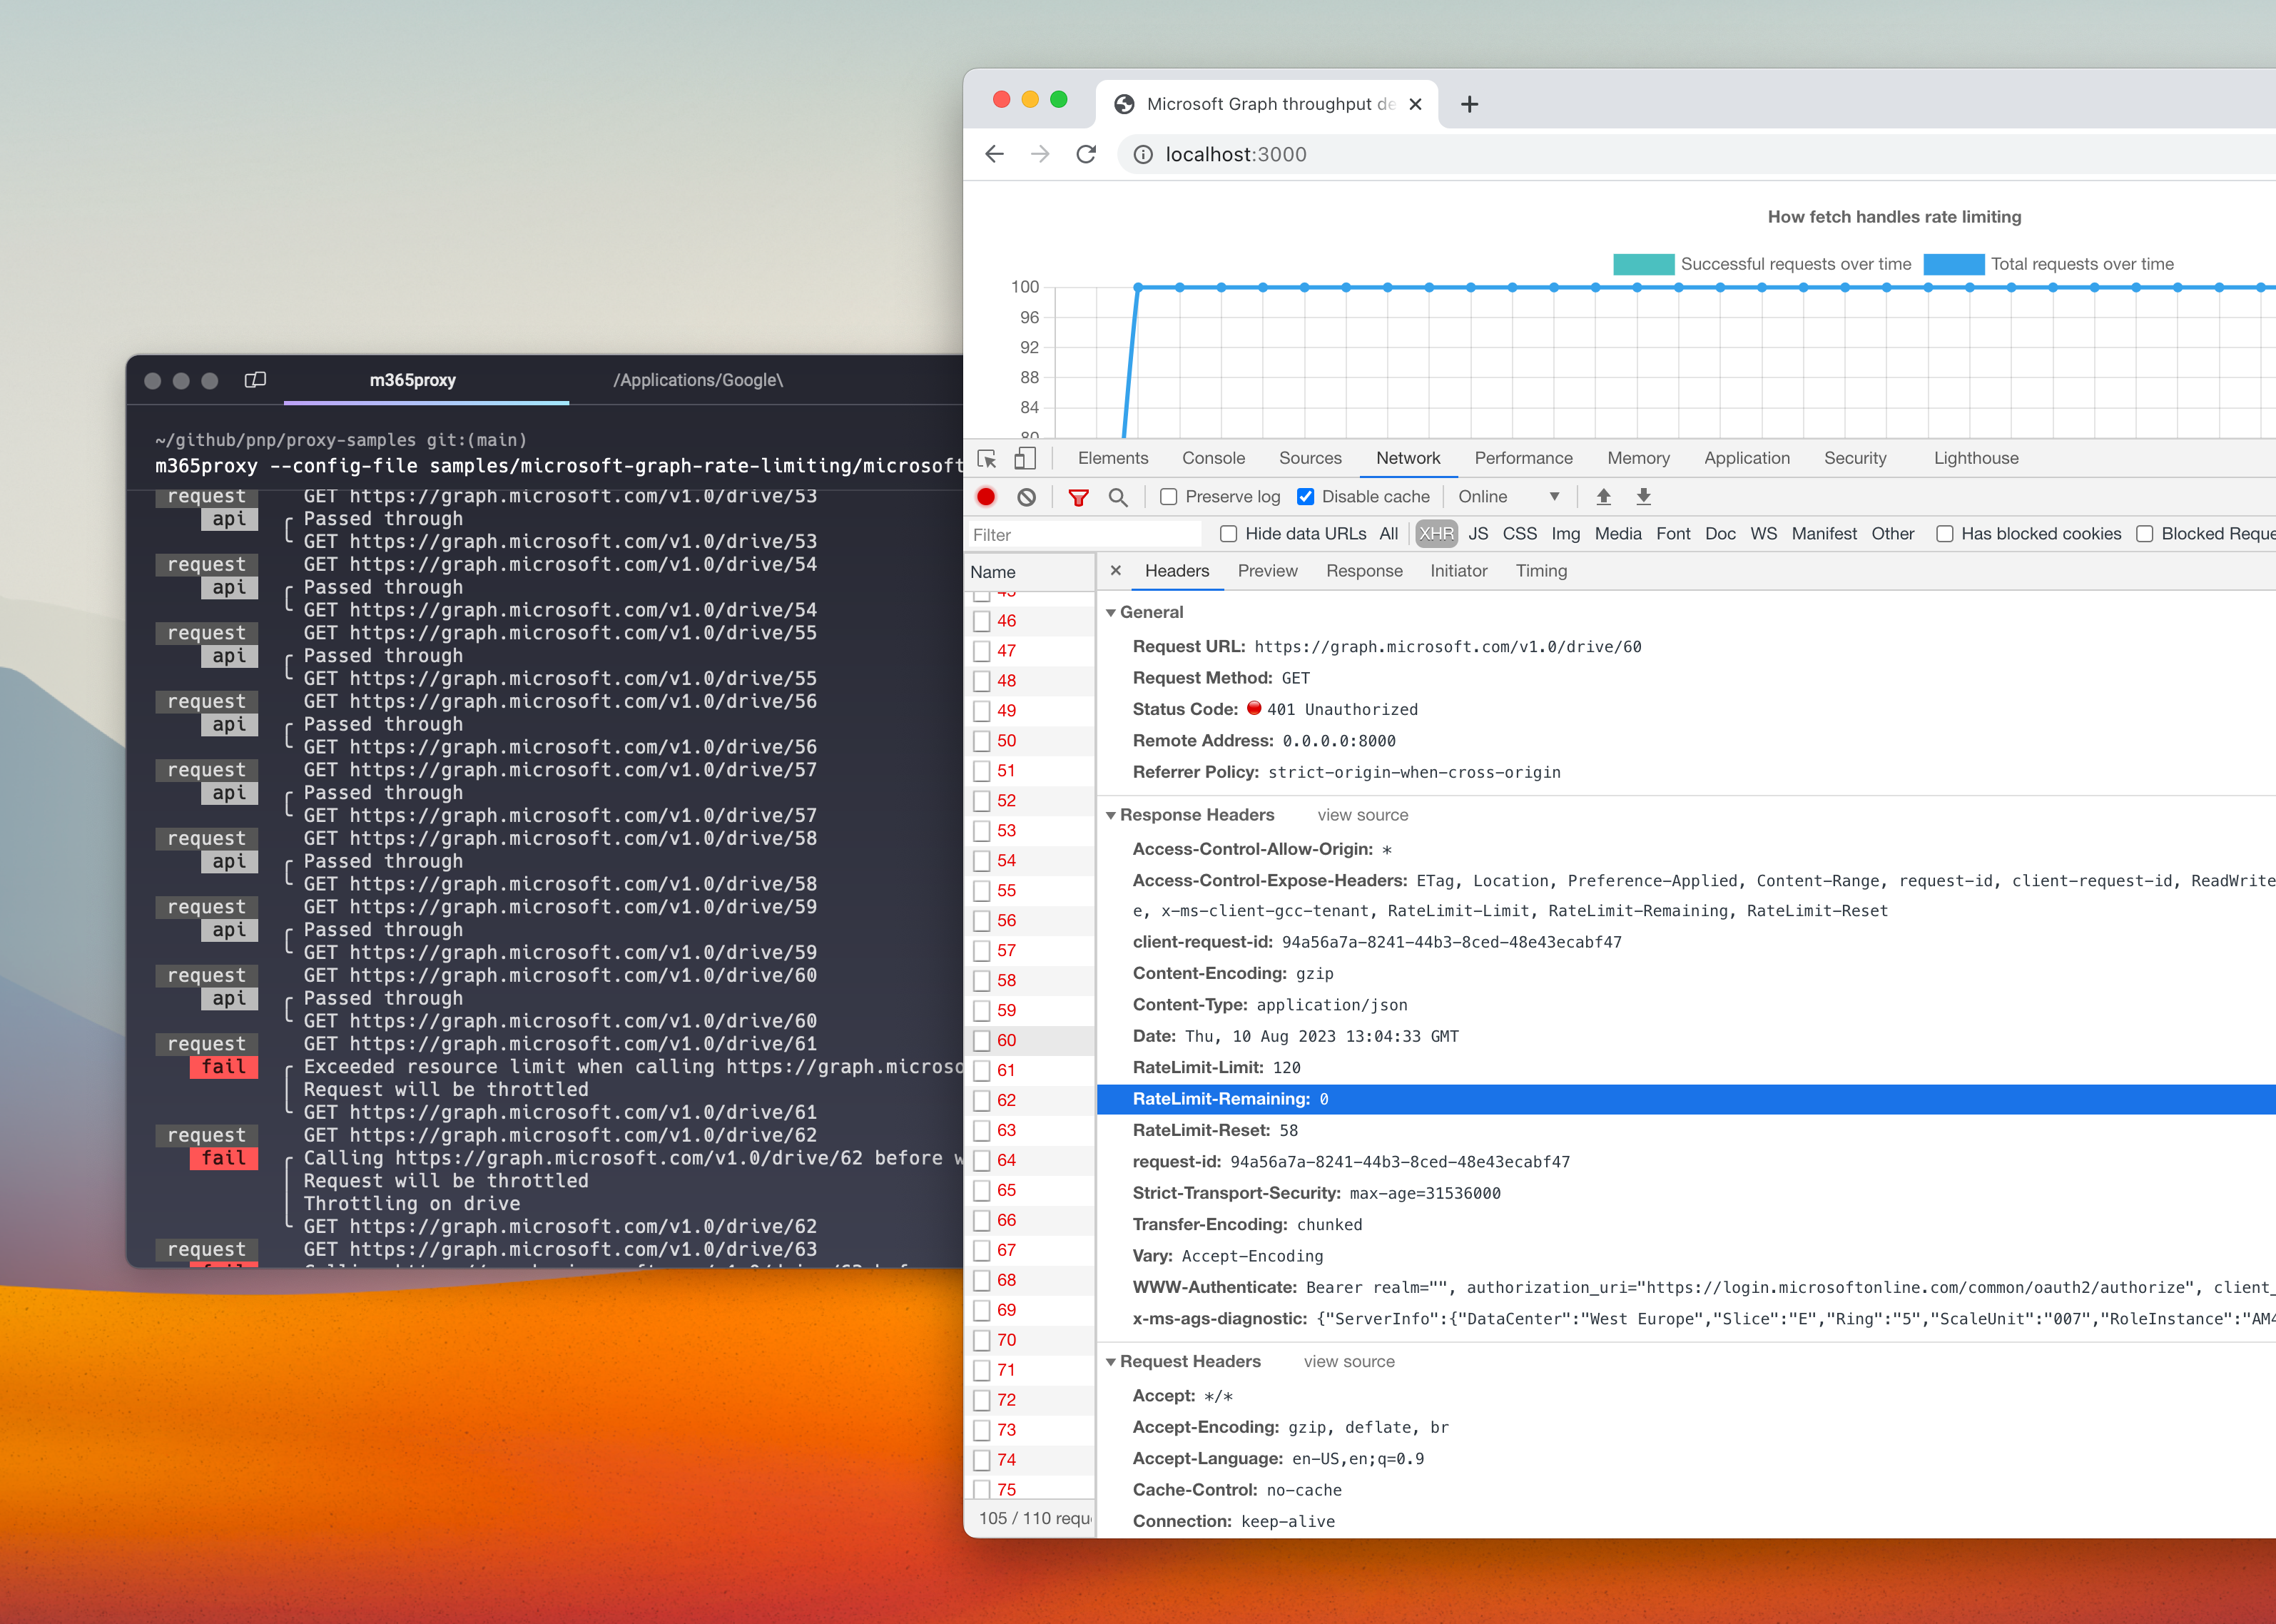 m365proxy
/Applications/Google\
~/github/pnp/proxy-samples git:(main)
m365proxy --config-file samples/microsoft-graph-rate-limiting/microsoft
request GET https://graph.microsoft.com/v1.0/drive/53
api Passed through
GET https://graph.microsoft.com/v1.0/drive/53
request GET https://graph.microsoft.com/v1.0/drive/54
api Passed through
GET https://graph.microsoft.com/v1.0/drive/54
request GET https://graph.microsoft.com/v1.0/drive/55
api Passed through
GET https://graph.microsoft.com/v1.0/drive/55
request GET https://graph.microsoft.com/v1.0/drive/56
api Passed through
GET https://graph.microsoft.com/v1.0/drive/56
request GET https://graph.microsoft.com/v1.0/drive/57
api Passed through
GET https://graph.microsoft.com/v1.0/drive/57
request GET https://graph.microsoft.com/v1.0/drive/58
api Passed through
GET https://graph.microsoft.com/v1.0/drive/58
request GET https://graph.microsoft.com/v1.0/drive/59
api Passed through
GET https://graph.microsoft.com/v1.0/drive/59
request GET https://graph.microsoft.com/v1.0/drive/60
api Passed through
GET https://graph.microsoft.com/v1.0/drive/60
request GET https://graph.microsoft.com/v1.0/drive/61
fail Exceeded resource limit when calling https://graph.microso
Request will be throttled
GET https://graph.microsoft.com/v1.0/drive/61
request GET https://graph.microsoft.com/v1.0/drive/62
fail Calling https://graph.microsoft.com/v1.0/drive/62 before w
Request will be throttled
Throttling on drive
GET https://graph.microsoft.com/v1.0/drive/62
request GET https://graph.microsoft.com/v1.0/drive/63
Microsoft Graph throughput de
localhost:3000
How fetch handles rate limiting
Successful requests over time Total requests over time
100
96
92
88
84
80
Elements Console Sources Network Performance Memory Application Security Lighthouse
Preserve log Disable cache Online
Filter Hide data URLs All XHR JS CSS Img Media Font Doc WS Manifest Other Has blocked cookies Blocked Reque
Name
45
46
47
48
49
50
51
52
53
54
55
56
57
58
59
60
61
62
63
64
65
66
67
68
69
70
71
72
73
74
75
105 / 110 requ
Headers Preview Response Initiator Timing
General
Request URL: https://graph.microsoft.com/v1.0/drive/60
Request Method: GET
Status Code: 401 Unauthorized
Remote Address: 0.0.0.0:8000
Referrer Policy: strict-origin-when-cross-origin
Response Headers view source
Access-Control-Allow-Origin: *
Access-Control-Expose-Headers: ETag, Location, Preference-Applied, Content-Range, request-id, client-request-id, ReadWrite
e, x-ms-client-gcc-tenant, RateLimit-Limit, RateLimit-Remaining, RateLimit-Reset
client-request-id: 94a56a7a-8241-44b3-8ced-48e43ecabf47
Content-Encoding: gzip
Content-Type: application/json
Date: Thu, 10 Aug 2023 13:04:33 GMT
RateLimit-Limit: 120
RateLimit-Remaining: 0
RateLimit-Reset: 58
request-id: 94a56a7a-8241-44b3-8ced-48e43ecabf47
Strict-Transport-Security: max-age=31536000
Transfer-Encoding: chunked
Vary: Accept-Encoding
WWW-Authenticate: Bearer realm="", authorization_uri="https://login.microsoftonline.com/common/oauth2/authorize", client_
x-ms-ags-diagnostic: {"ServerInfo":{"DataCenter":"West Europe","Slice":"E","Ring":"5","ScaleUnit":"007","RoleInstance":"AM4
Request Headers view source
Accept: */*
Accept-Encoding: gzip, deflate, br
Accept-Language: en-US,en;q=0.9
Cache-Control: no-cache
Connection: keep-alive